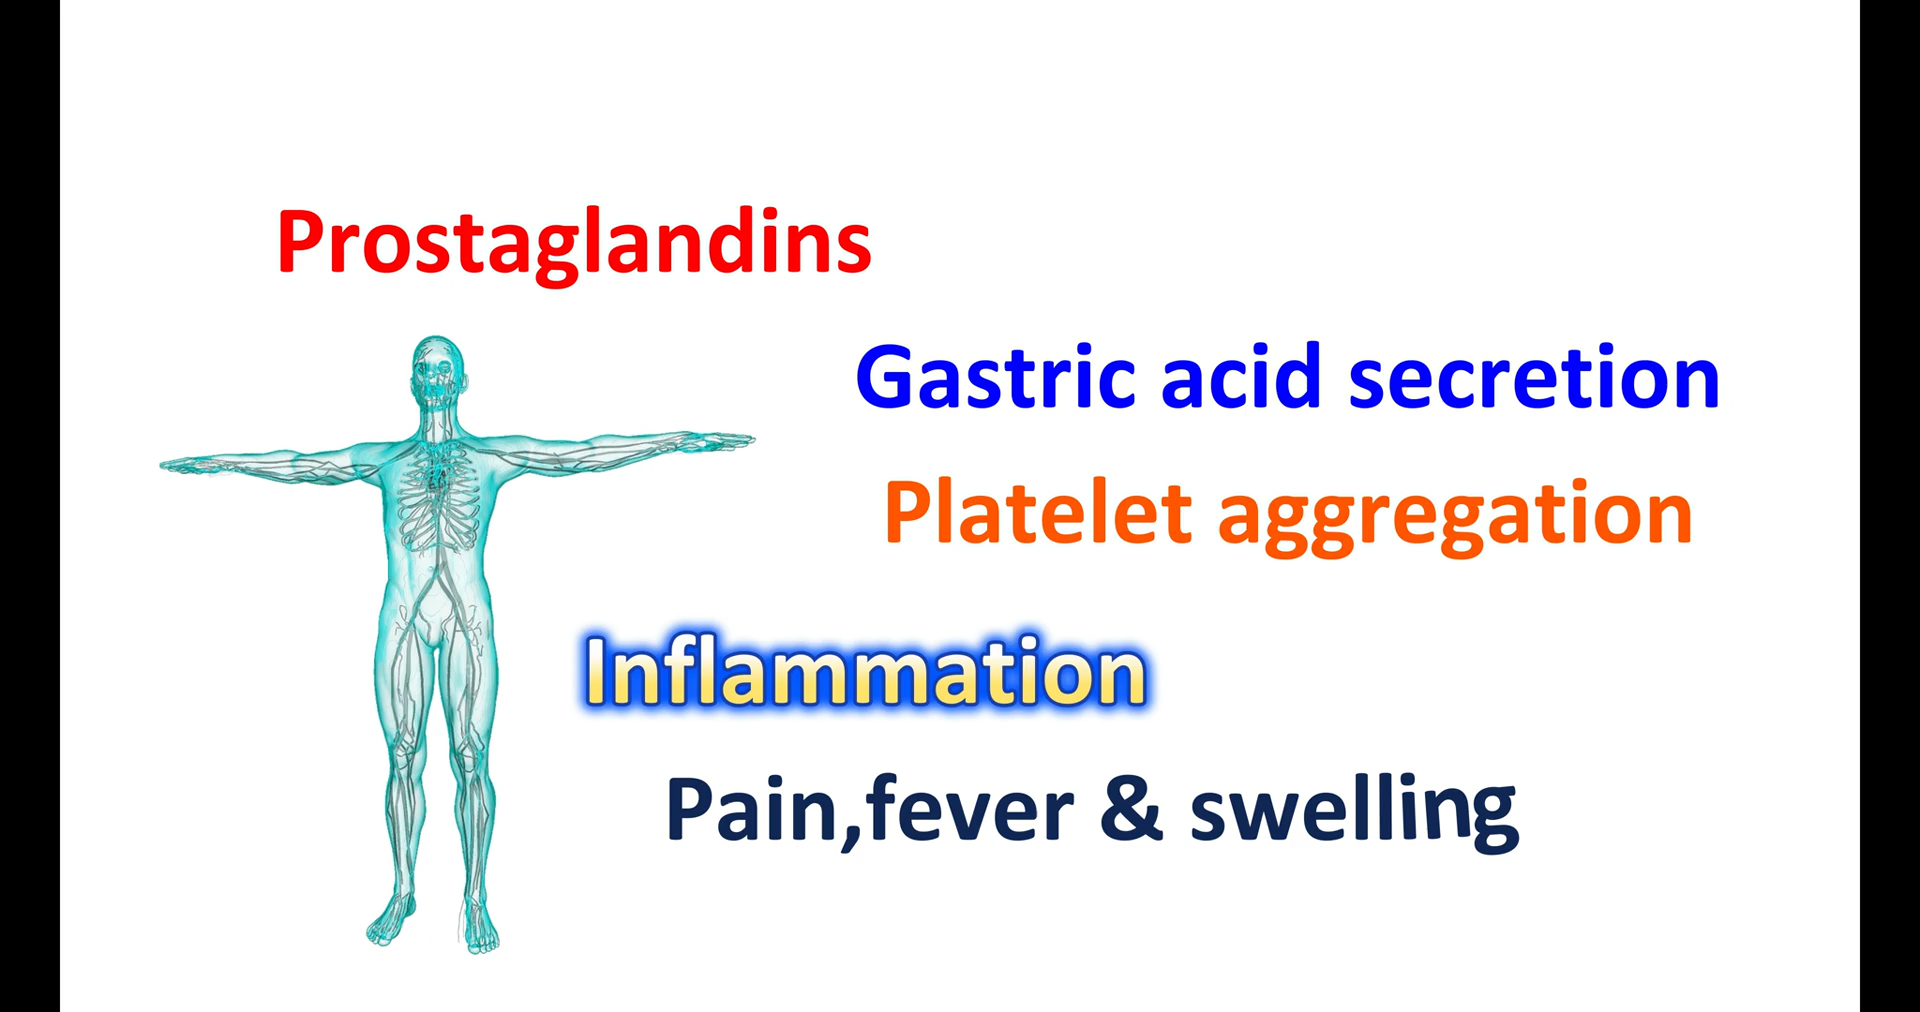 Prostaglandins
Gastric acid secretion
Platelet aggregation
Inflammation
Pain,fever & swelling